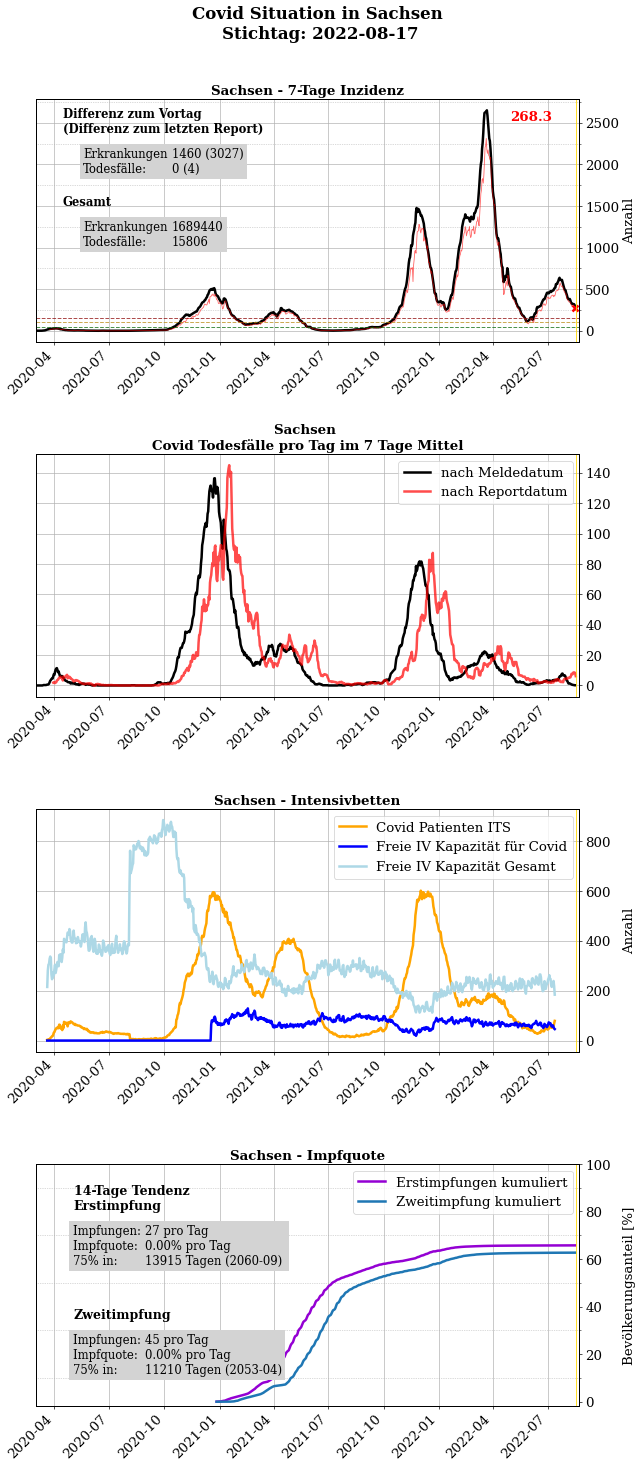 Covid Situation in Sachsen
Stichtag: 2022-08-17
Sachsen - 7-Tage Inzidenz
Differenz zum Vortag
(Differenz zum letzten Report)
Erkrankungen 1460 (3027)
Todesfälle: 0 (4)
Gesamt
Erkrankungen 1689440
Todesfälle: 15806
268.3
2500
2000
1500
1000
500
0
Anzahl
2020-04 2020-07 2020-10 2021-01 2021-04 2021-07 2021-10 2022-01 2022-04 2022-07
Sachsen
Covid Todesfälle pro Tag im 7 Tage Mittel
nach Meldedatum
nach Reportdatum
140
120
100
80
60
40
20
0
2020-04 2020-07 2020-10 2021-01 2021-04 2021-07 2021-10 2022-01 2022-04 2022-07
Sachsen - Intensivbetten
Covid Patienten ITS
Freie IV Kapazität für Covid
Freie IV Kapazität Gesamt
800
600
400
200
0
Anzahl
2020-04 2020-07 2020-10 2021-01 2021-04 2021-07 2021-10 2022-01 2022-04 2022-07
Sachsen - Impfquote
14-Tage Tendenz
Erstimpfung
Impfungen: 27 pro Tag
Impfquote: 0.00% pro Tag
75% in: 13915 Tagen (2060-09)
Zweitimpfung
Impfungen: 45 pro Tag
Impfquote: 0.00% pro Tag
75% in: 11210 Tagen (2053-04)
Erstimpfungen kumuliert
Zweitimpfung kumuliert
100
80
60
40
20
0
Bevölkerungsanteil [%]
2020-04 2020-07 2020-10 2021-01 2021-04 2021-07 2021-10 2022-01 2022-04 2022-07